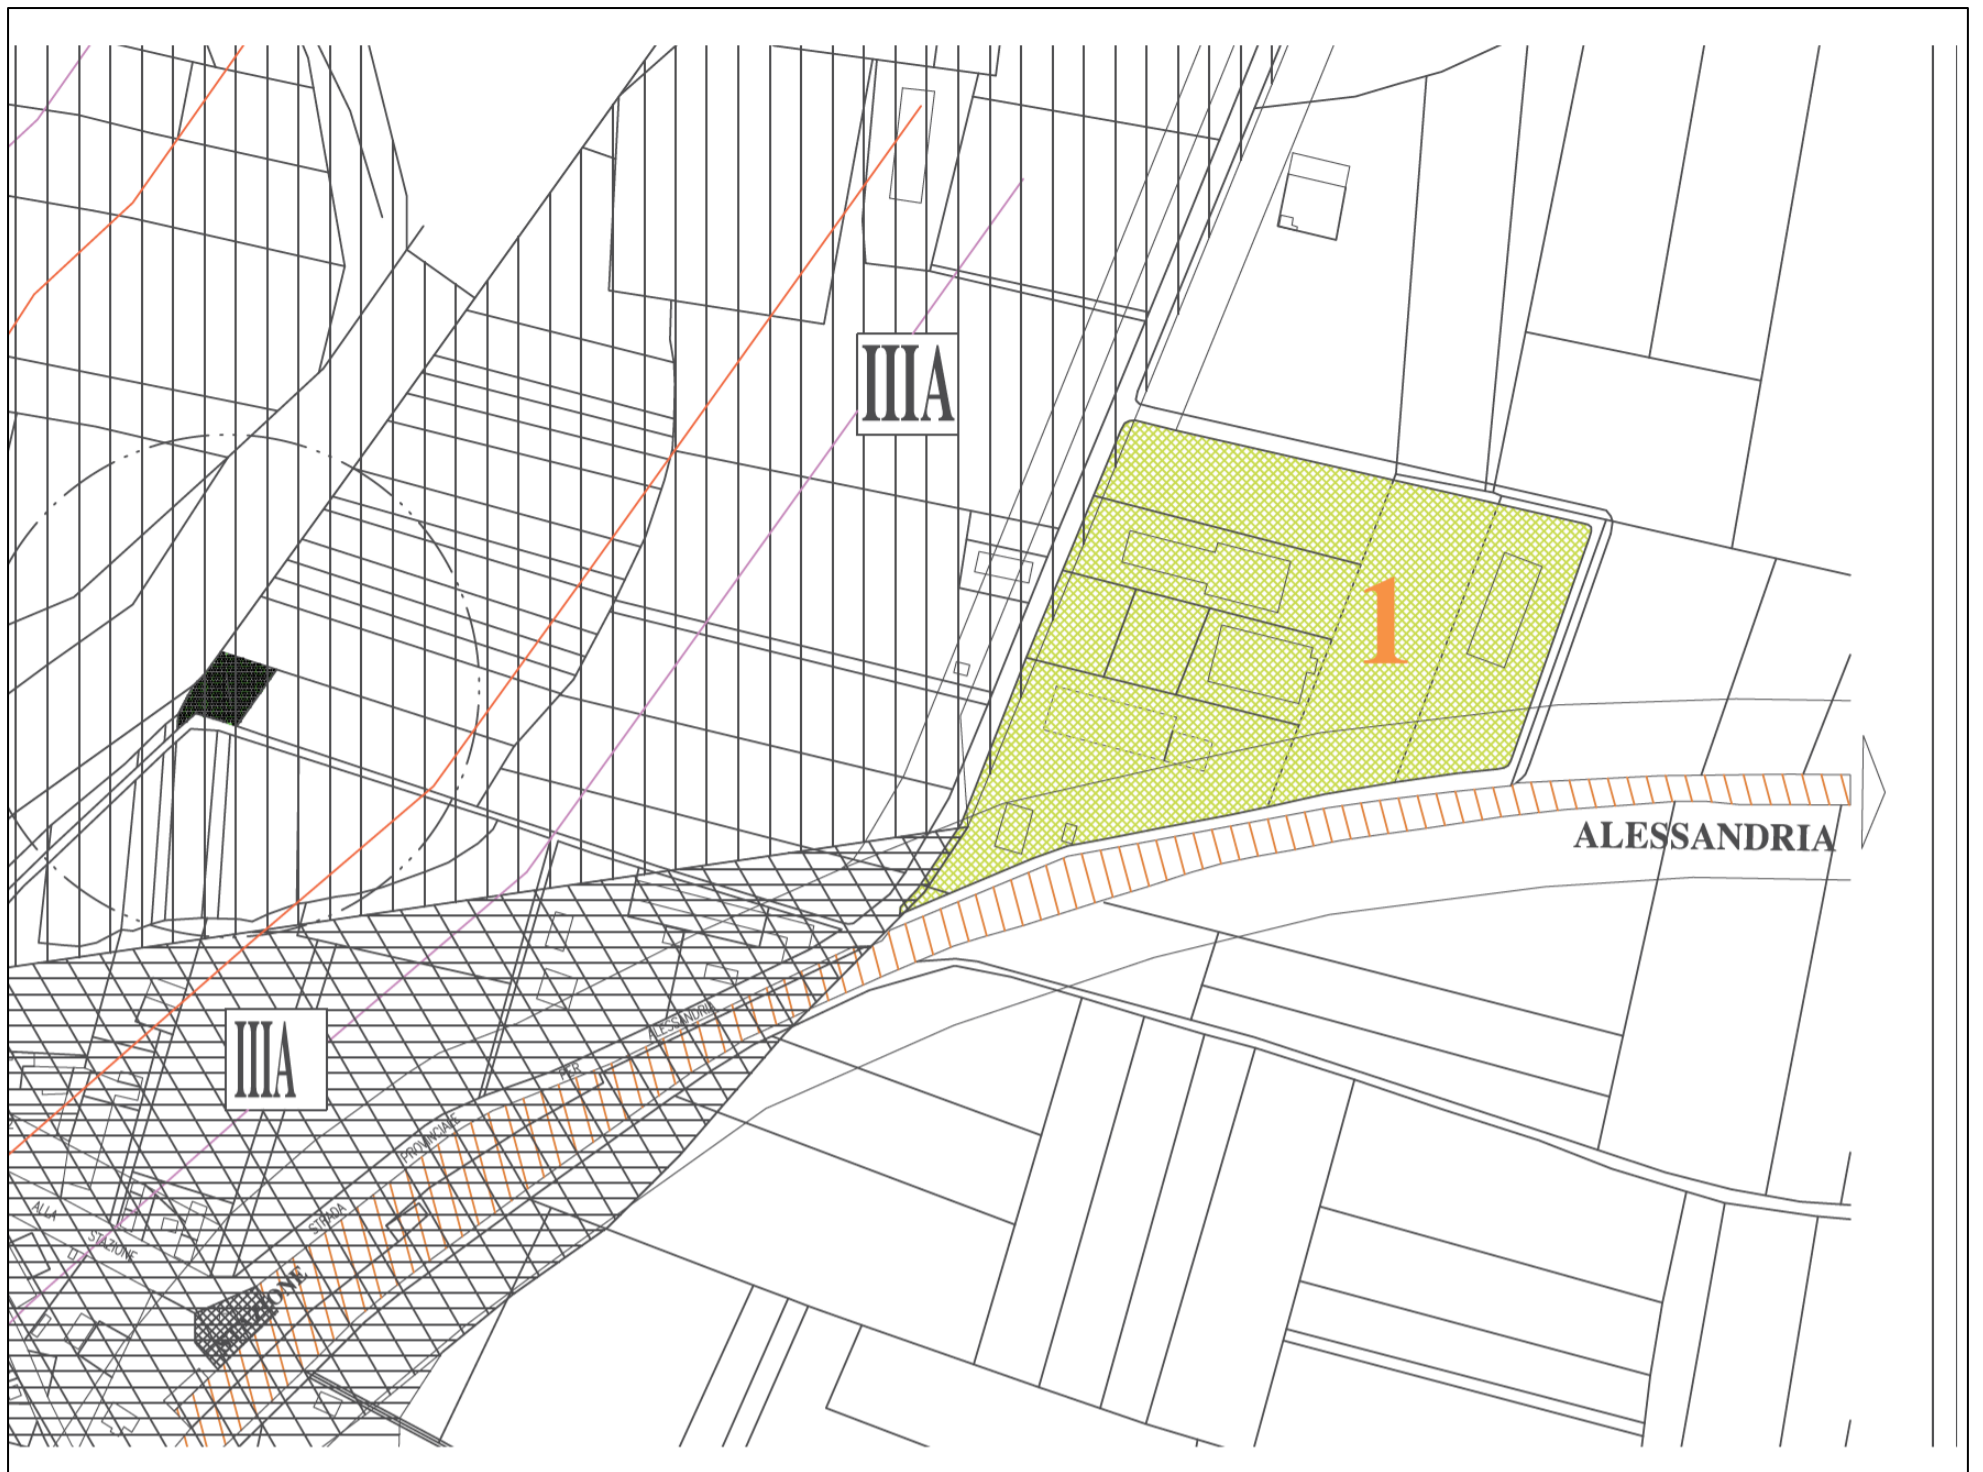 IIIA
1
ALESSANDRIA
IIIA
ALESSANDRIA
PER
PROVINCIALE
STRADA
ALLA
STAZIONE